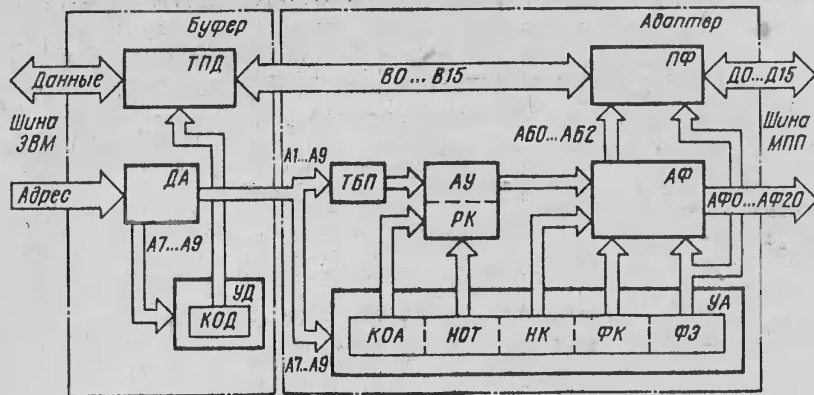 Буфер
Адаптер
ТПД
ПФ
Данные
В0...В15
Д0...Д15
Шина
ЭВМ
АБ0...АБ2
Шина
МПП
А1...А9
Адрес
ДА
ТБП
АУ
АФ
РК
АФ0...АФ20
А7...А9
УД
КОД
УА
КОА
НОТ
НК
ФК
ФЗ
А7...А9